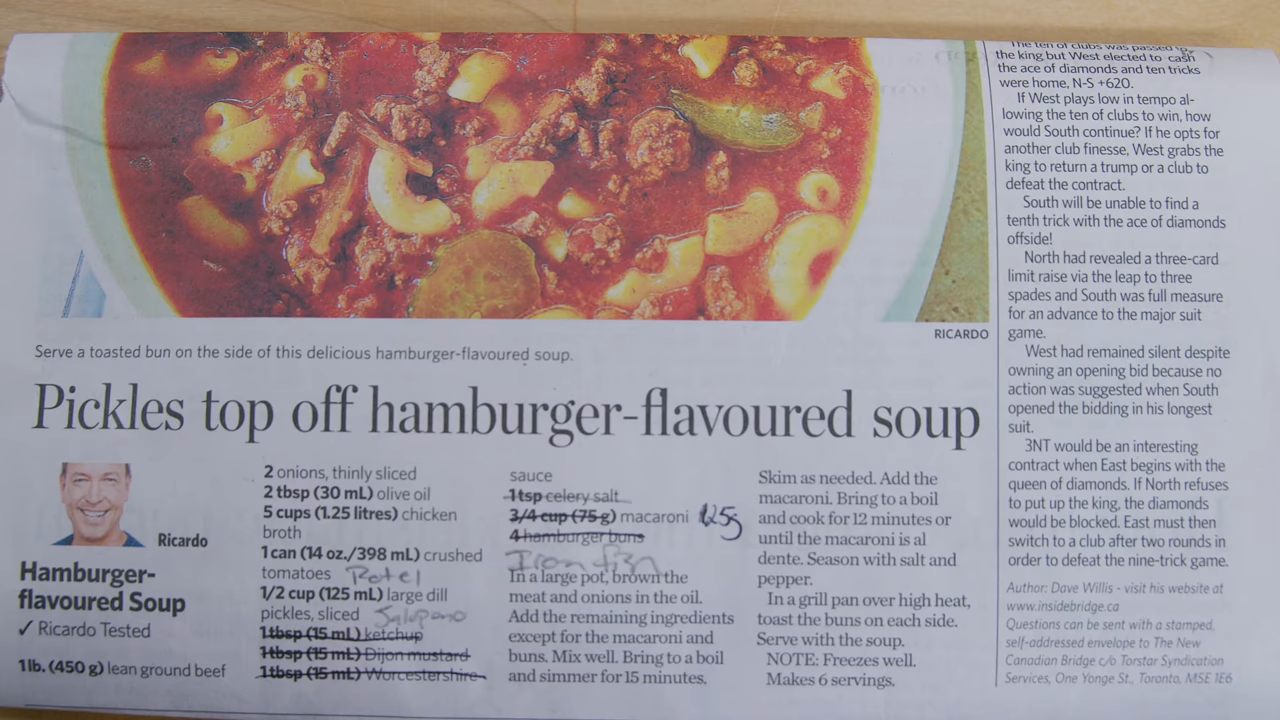 RICARDO
Serve a toasted bun on the side of this delicious hamburger-flavoured soup.
Pickles top off hamburger-flavoured soup
Ricardo
Hamburger-
flavoured Soup
✓ Ricardo Tested
1 lb. (450 g) lean ground beef
2 onions, thinly sliced
2 tbsp (30 mL) olive oil
5 cups (1.25 litres) chicken
broth
1 can (14 oz./398 mL) crushed
tomatoes Rotel
1/2 cup (125 mL) large dill
pickles, sliced Jalapono
1 tbsp (15 mL) ketchup
1 tbsp (15 mL) Dijon mustard
1 tbsp (15 mL) Worcestershire
sauce
1 tsp celery salt
3/4 cup (75 g) macaroni 125g
4 hamburger buns
Iron fish
In a large pot, brown the
meat and onions in the oil.
Add the remaining ingredients
except for the macaroni and
buns. Mix well. Bring to a boil
and simmer for 15 minutes.
Skim as needed. Add the
macaroni. Bring to a boil
and cook for 12 minutes or
until the macaroni is al
dente. Season with salt and
pepper.
In a grill pan over high heat,
toast the buns on each side.
Serve with the soup.
NOTE: Freezes well.
Makes 6 servings.
The ten of clubs was passed to
the king but West elected to cash
the ace of diamonds and ten tricks
were home, N-S +620.
If West plays low in tempo al-
lowing the ten of clubs to win, how
would South continue? If he opts for
another club finesse, West grabs the
king to return a trump or a club to
defeat the contract.
South will be unable to find a
tenth trick with the ace of diamonds
offside!
North had revealed a three-card
limit raise via the leap to three
spades and South was full measure
for an advance to the major suit
game.
West had remained silent despite
owning an opening bid because no
action was suggested when South
opened the bidding in his longest
suit.
3NT would be an interesting
contract when East begins with the
queen of diamonds. If North refuses
to put up the king, the diamonds
would be blocked. East must then
switch to a club after two rounds in
order to defeat the nine-trick game.
Author: Dave Willis - visit his website at
www.insidebridge.ca
Questions can be sent with a stamped,
self-addressed envelope to The New
Canadian Bridge c/o Torstar Syndication
Services, One Yonge St., Toronto, M5E 1E6